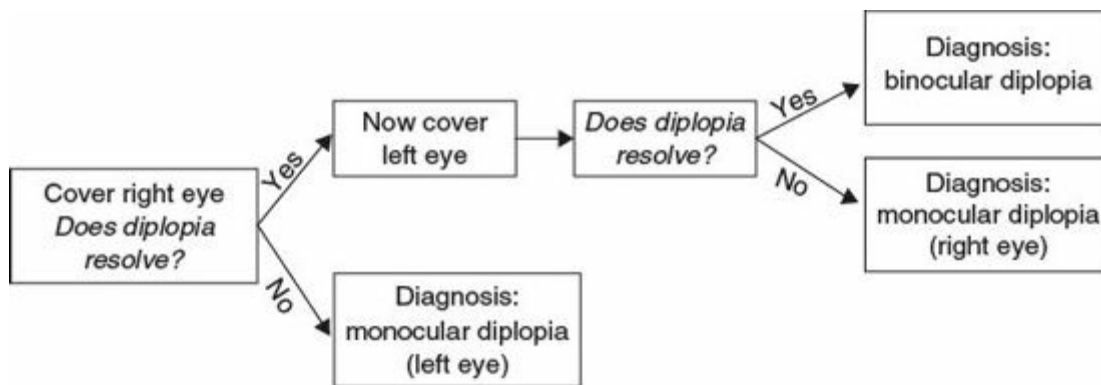 Cover right eye
Does diplopia
resolve?
Yes
No
Now cover
left eye
Diagnosis:
monocular diplopia
(left eye)
Does diplopia
resolve?
Yes
No
Diagnosis:
binocular diplopia
Diagnosis:
monocular diplopia
(right eye)